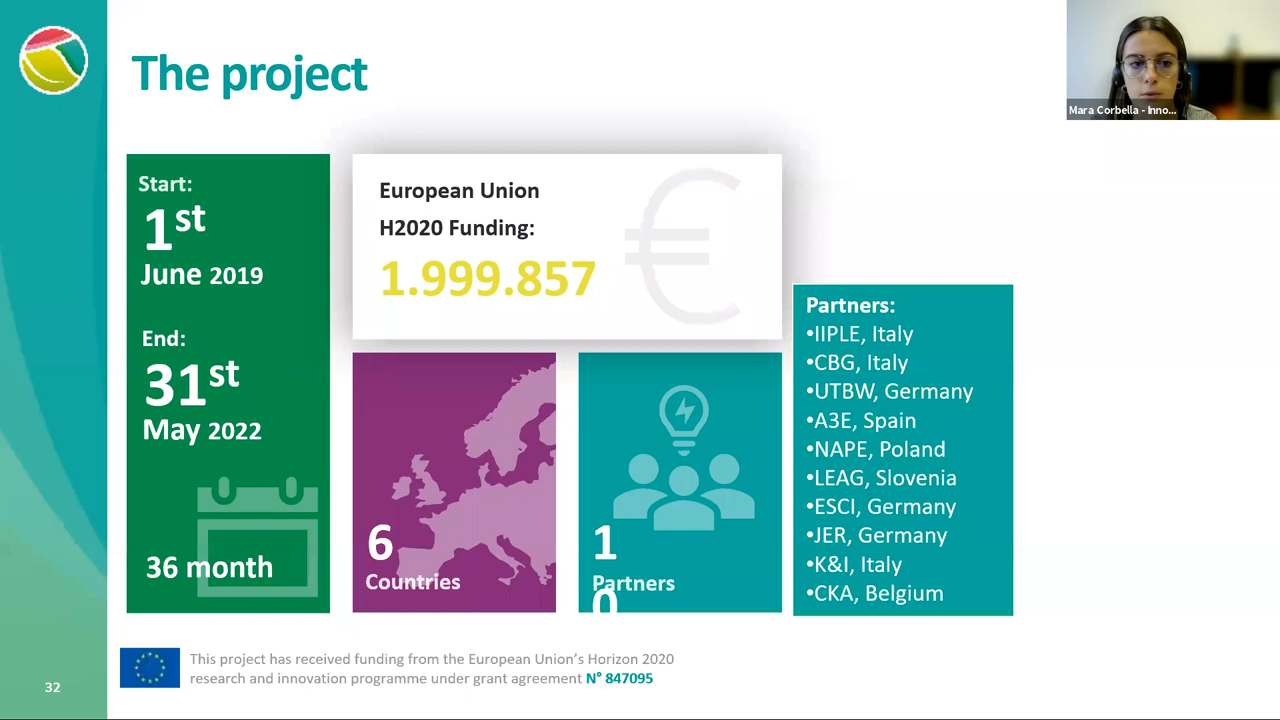 The project
Mara Corbella - Inno...
Start:
1st
June 2019
End:
31st
May 2022
36 month
European Union
H2020 Funding:
1.999.857
€
6
Countries
1
Partners
0
Partners:
•IIPLE, Italy
•CBG, Italy
•UTBW, Germany
•A3E, Spain
•NAPE, Poland
•LEAG, Slovenia
•ESCI, Germany
•JER, Germany
•K&I, Italy
•CKA, Belgium
This project has received funding from the European Union's Horizon 2020
research and innovation programme under grant agreement N° 847095
32